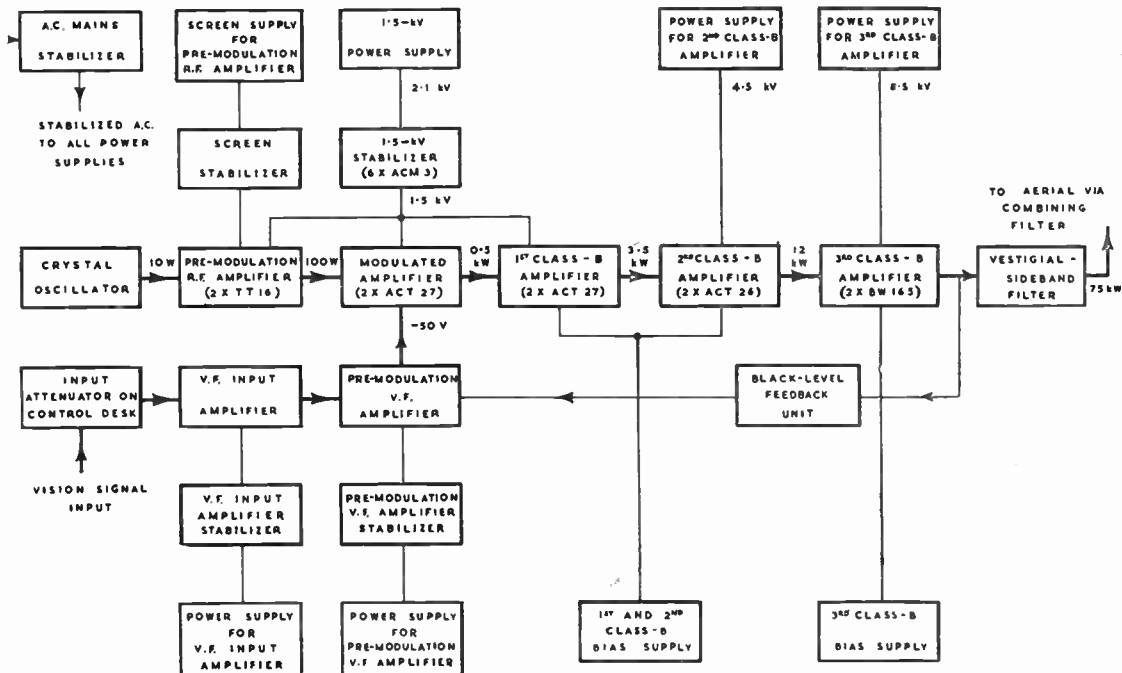 A.C. MAINS
STABILIZER
STABILIZED A.C.
TO ALL POWER
SUPPLIES
SCREEN SUPPLY
FOR
PRE-MODULATION
R.F. AMPLIFIER
SCREEN
STABILIZER
1·5-kV
POWER SUPPLY
2·1 kV
1·5-kV
STABILIZER
(6 X ACM 3)
1·5 kV
POWER SUPPLY
FOR 2ND CLASS-B
AMPLIFIER
4·5 kV
POWER SUPPLY
FOR 3RD CLASS-B
AMPLIFIER
8·5 kV
TO AERIAL VIA
COMBINING
FILTER
CRYSTAL
OSCILLATOR
10W
PRE-MODULATION
R.F. AMPLIFIER
(2 X TT 16)
100W
MODULATED
AMPLIFIER
(2 X ACT 27)
0·5
kW
1ST CLASS-B
AMPLIFIER
(2 X ACT 27)
3·5
kW
2ND CLASS-B
AMPLIFIER
(2 X ACT 26)
12
kW
3RD CLASS-B
AMPLIFIER
(2 X BW 165)
VESTIGIAL-
SIDEBAND
FILTER
75 kW
-50 V
INPUT
ATTENUATOR ON
CONTROL DESK
V.F. INPUT
AMPLIFIER
PRE-MODULATION
V.F.
AMPLIFIER
BLACK-LEVEL
FEEDBACK
UNIT
VISION SIGNAL
INPUT
V.F. INPUT
AMPLIFIER
STABILIZER
PRE-MODULATION
V.F. AMPLIFIER
STABILIZER
POWER SUPPLY
FOR
V.F. INPUT
AMPLIFIER
POWER SUPPLY
FOR
PRE-MODULATION
V.F AMPLIFIER
1ST AND 2ND
CLASS-B
BIAS SUPPLY
3RD CLASS-B
BIAS SUPPLY